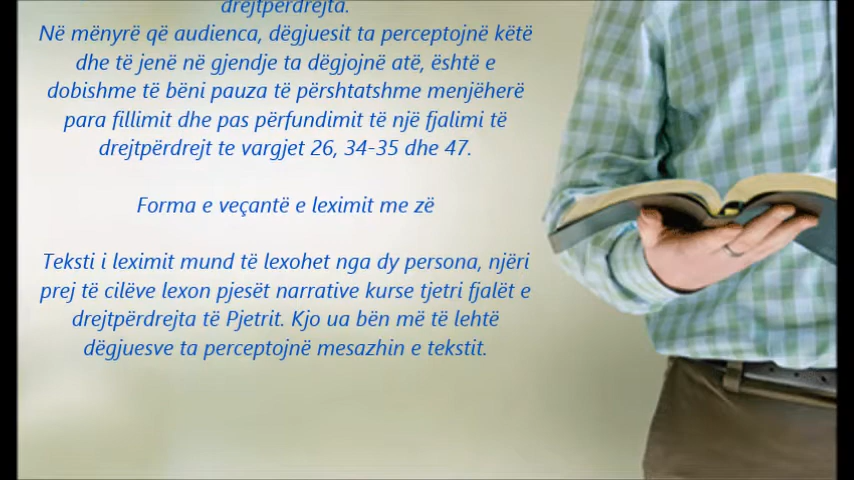 drejtpërdrejta.
Në mënyrë që audienca, dëgjuesit ta perceptojnë këtë
dhe të jenë në gjendje ta dëgjojnë atë, është e
dobishme të bëni pauza të përshtatshme menjëherë
para fillimit dhe pas përfundimit të një fjalimi të
drejtpërdrejt te vargjet 26, 34-35 dhe 47.
Forma e veçantë e leximit me zë
Teksti i leximit mund të lexohet nga dy persona, njëri
prej të cilëve lexon pjesët narrative kurse tjetri fjalët e
drejtpërdrejta të Pjetrit. Kjo ua bën më të lehtë
dëgjuesve ta perceptojnë mesazhin e tekstit.